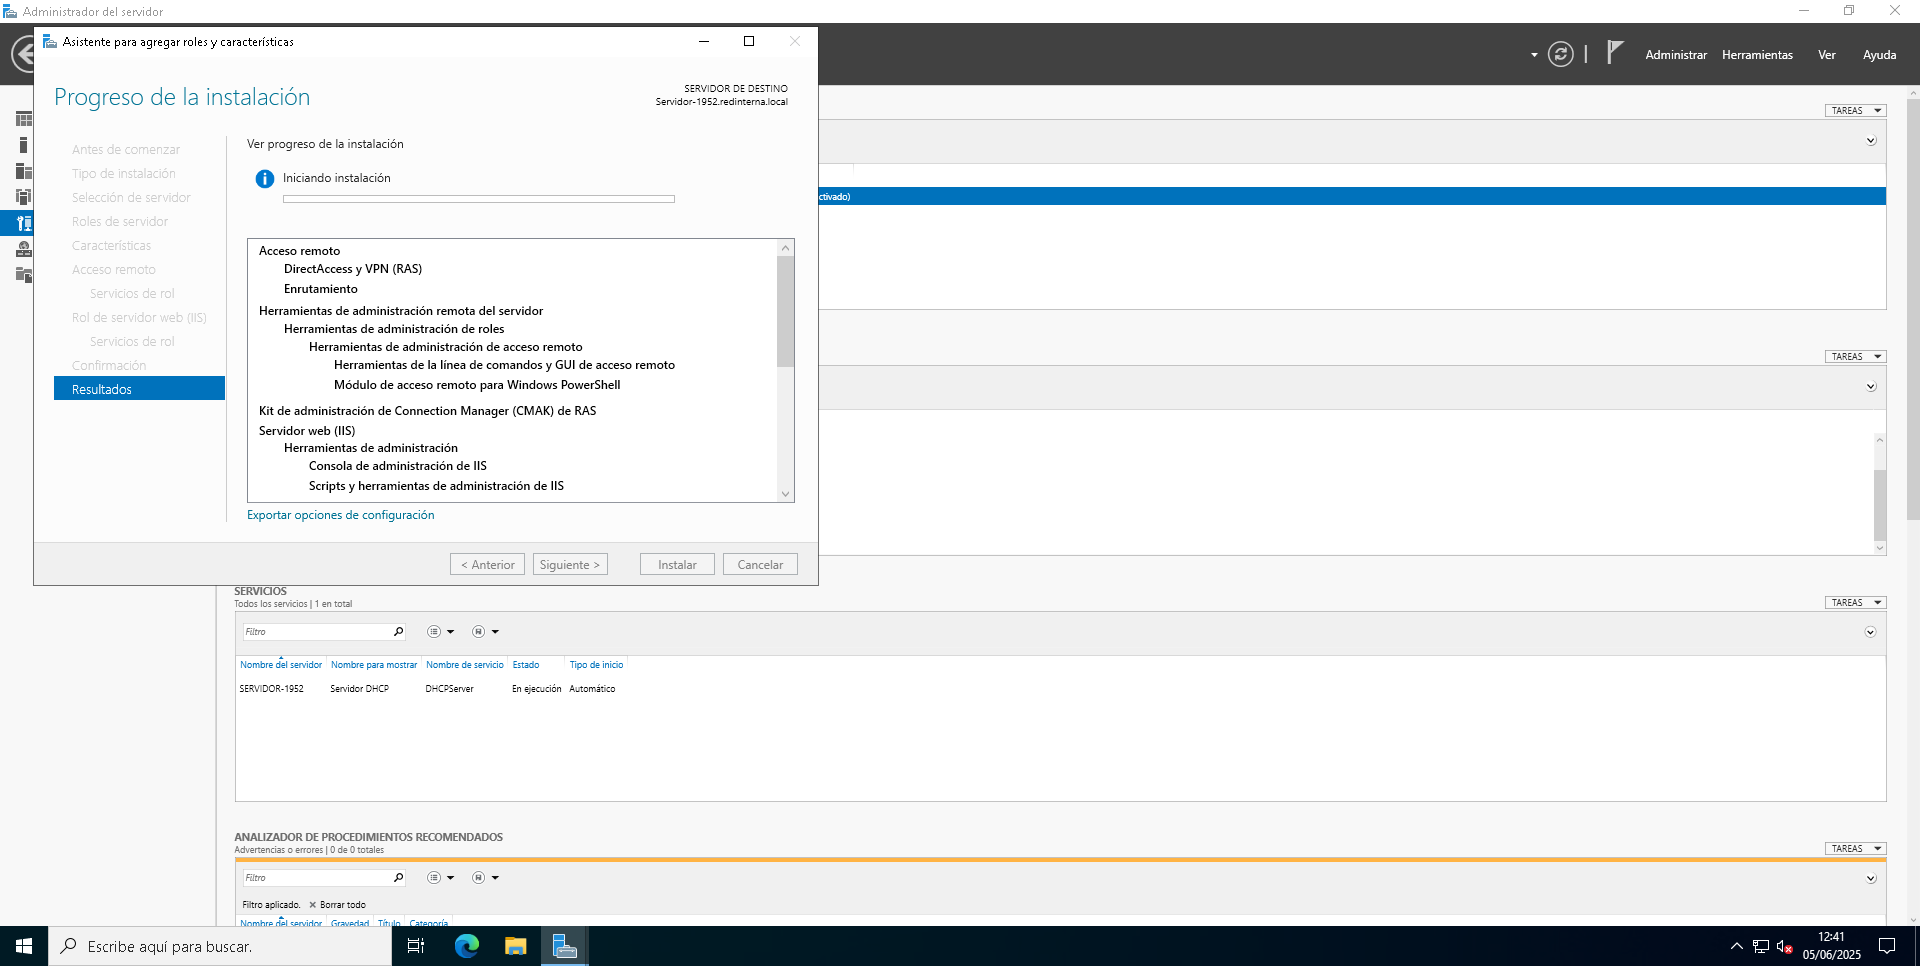 Administrador del servidor
Asistente para agregar roles y características
Administrar Herramientas Ver Ayuda
Progreso de la instalación
SERVIDOR DE DESTINO
Servidor-1952.redinterna.local
Antes de comenzar
Tipo de instalación
Selección de servidor
Roles de servidor
Características
Acceso remoto
Servicios de rol
Rol de servidor web (IIS)
Servicios de rol
Confirmación
Resultados
Ver progreso de la instalación
Iniciando instalación
Acceso remoto
DirectAccess y VPN (RAS)
Enrutamiento
Herramientas de administración remota del servidor
Herramientas de administración de roles
Herramientas de administración de acceso remoto
Herramientas de la línea de comandos y GUI de acceso remoto
Módulo de acceso remoto para Windows PowerShell
Kit de administración de Connection Manager (CMAK) de RAS
Servidor web (IIS)
Herramientas de administración
Consola de administración de IIS
Scripts y herramientas de administración de IIS
Exportar opciones de configuración
< Anterior Siguiente > Instalar Cancelar
TAREAS
ctivado)
TAREAS
SERVICIOS
Todos los servicios | 1 en total
TAREAS
Filtro
Nombre del servidor Nombre para mostrar Nombre de servicio Estado Tipo de inicio
SERVIDOR-1952 Servidor DHCP DHCPServer En ejecución Automático
ANALIZADOR DE PROCEDIMIENTOS RECOMENDADOS
Advertencias o errores | 0 de 0 totales
TAREAS
Filtro
Filtro aplicado. Borrar todo
Nombre del servidor Gravedad Título Categoría
Escribe aquí para buscar.
12:41
05/06/2025